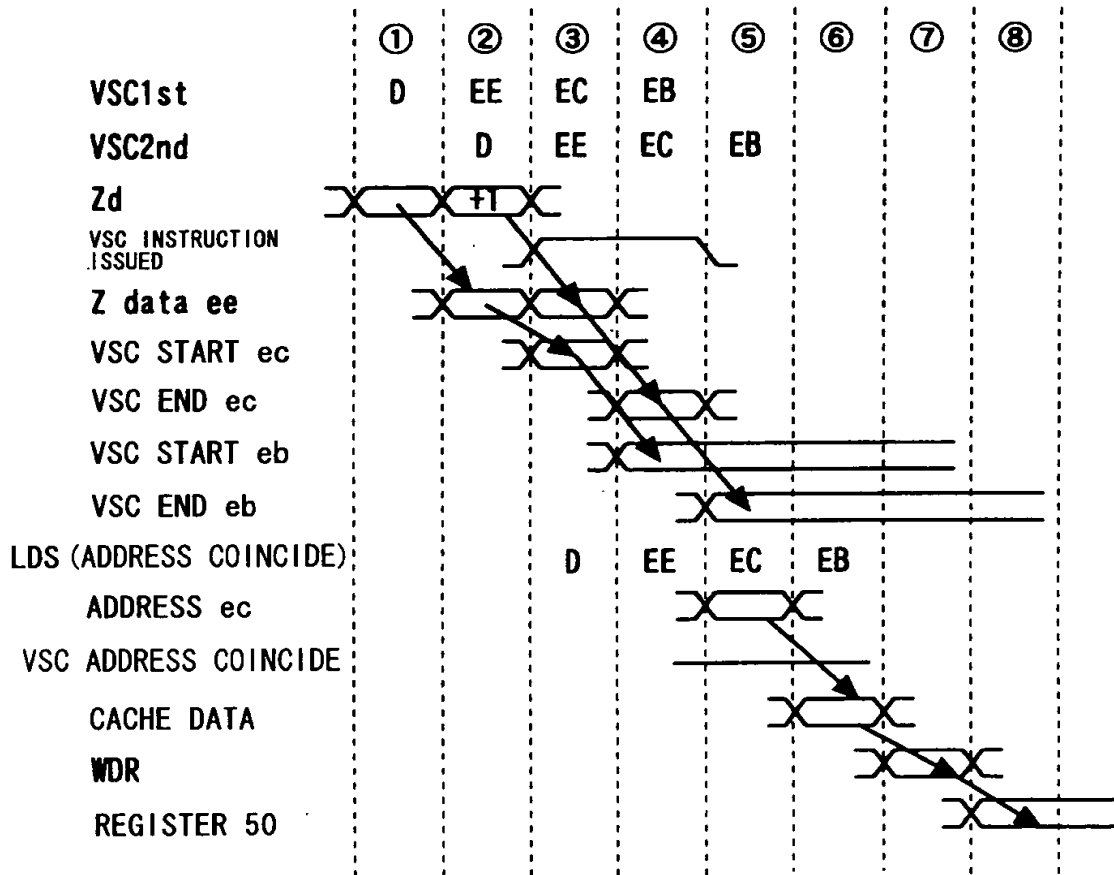 ① ② ③ ④ ⑤ ⑥ ⑦ ⑧
VSC1st D EE EC EB
VSC2nd D EE EC EB
Zd +1
VSC INSTRUCTION
.ISSUED
Z data ee
VSC START ec
VSC END ec
VSC START eb
VSC END eb
LDS (ADDRESS COINCIDE) D EE EC EB
ADDRESS ec
VSC ADDRESS COINCIDE
CACHE DATA
WDR
REGISTER 50